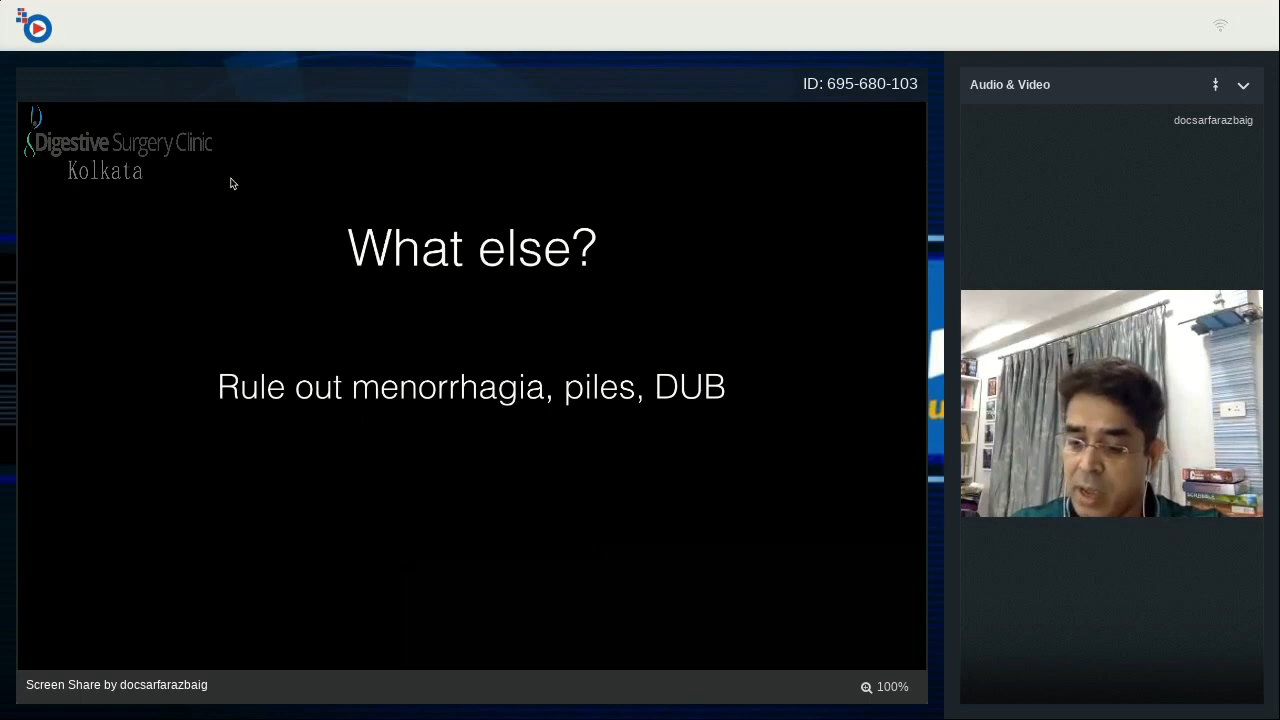 ID: 695-680-103
Audio & Video
docsarfarazbaig
Digestive Surgery Clinic
Kolkata
What else?
Rule out menorrhagia, piles, DUB
SCRABBLE
Screen Share by docsarfarazbaig
100%